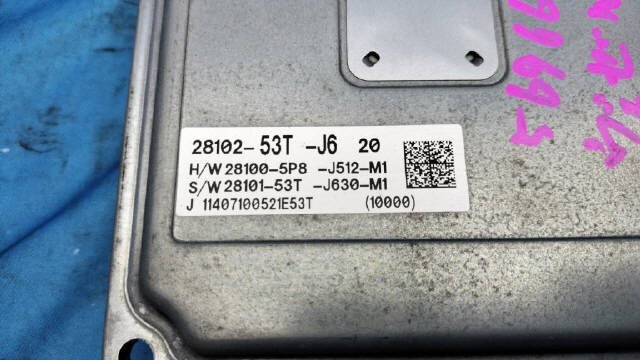 28102-53T -J6 20
H/W 28100-5P8 -J512-M1
S/W 28101-53T -J630-M1
J 11407100521E53T (10000)